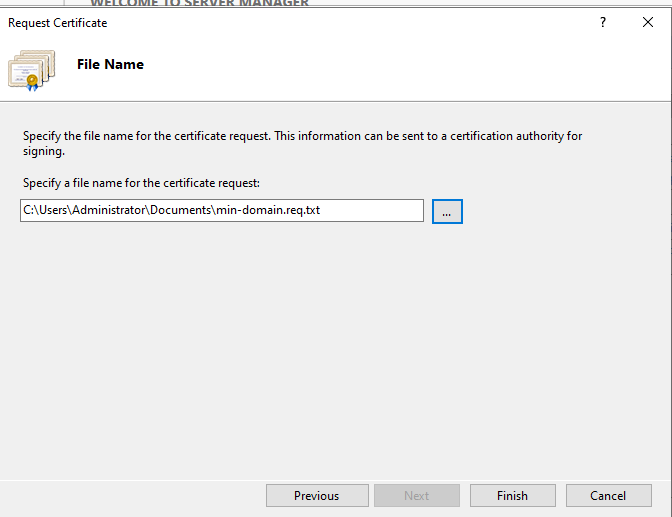 WELCOME TO SERVER MANAGER
Request Certificate
?
File Name
Specify the file name for the certificate request. This information can be sent to a certification authority for
signing.
Specify a file name for the certificate request:
C:\Users\Administrator\Documents\min-domain.req.txt
...
Previous
Next
Finish
Cancel